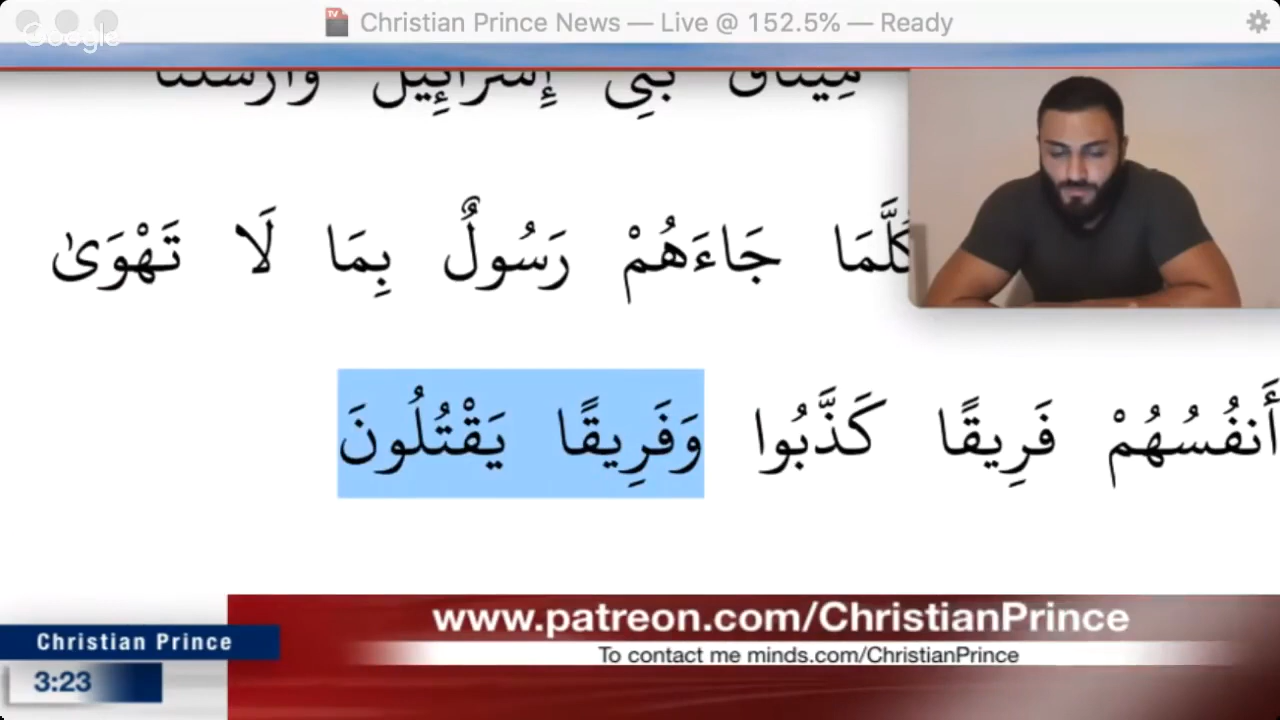 Google
Christian Prince News — Live @ 152.5% — Ready
مِيثَاقَ بَنِي إِسْرَائِيلَ وَأَرْسَلْنَا
كُلَّمَا جَاءَهُمْ رَسُولٌ بِمَا لَا تَهْوَىٰ
أَنفُسُهُمْ فَرِيقًا كَذَّبُوا وَفَرِيقًا يَقْتُلُونَ
www.patreon.com/ChristianPrince
To contact me minds.com/ChristianPrince
Christian Prince
3:23